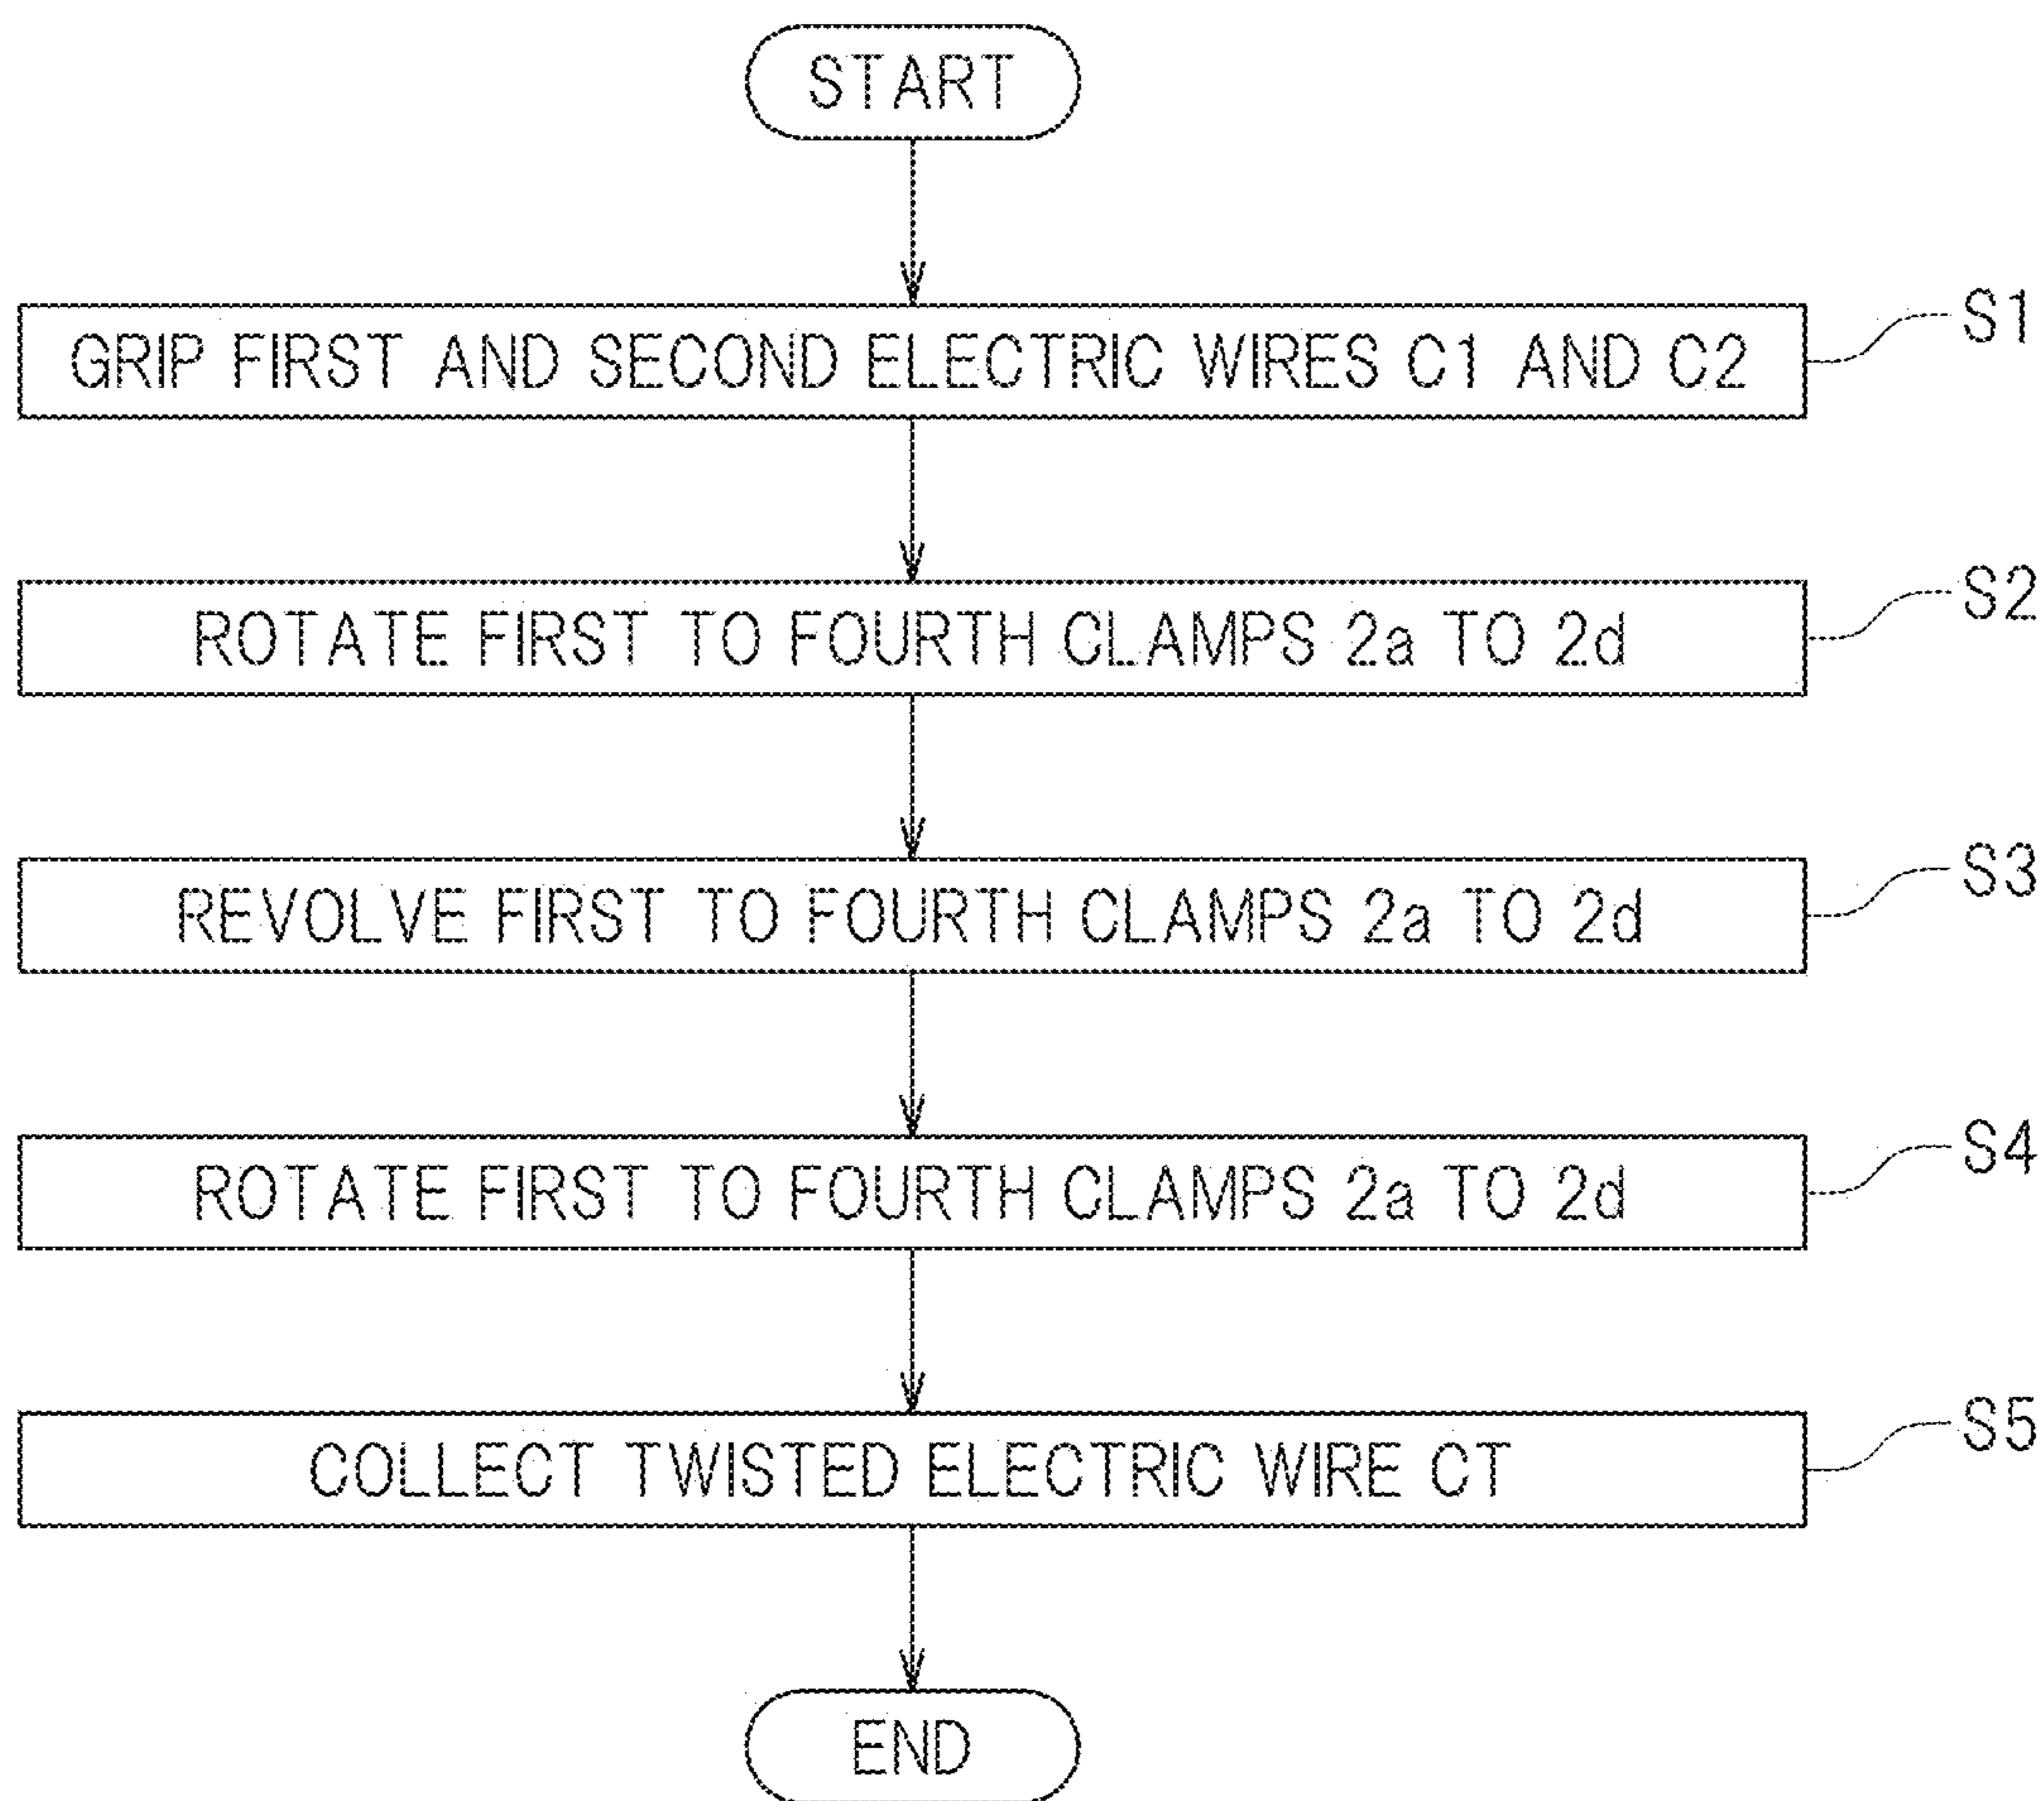 START
GRIP FIRST AND SECOND ELECTRIC WIRES C1 AND C2
S1
ROTATE FIRST TO FOURTH CLAMPS 2a TO 2d
S2
REVOLVE FIRST TO FOURTH CLAMPS 2a TO 2d
S3
ROTATE FIRST TO FOURTH CLAMPS 2a TO 2d
S4
COLLECT TWISTED ELECTRIC WIRE CT
S5
END